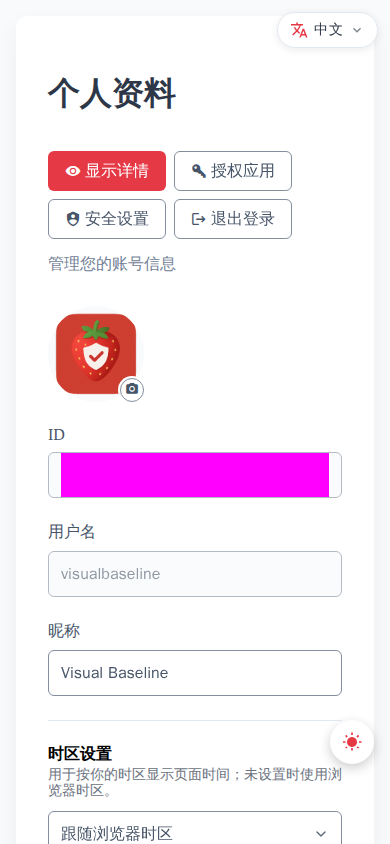 中文
个人资料
显示详情
授权应用
安全设置
退出登录
管理您的账号信息
ID
用户名
visualbaseline
昵称
Visual Baseline
时区设置
用于按你的时区显示页面时间；未设置时使用浏
览器时区。
跟随浏览器时区